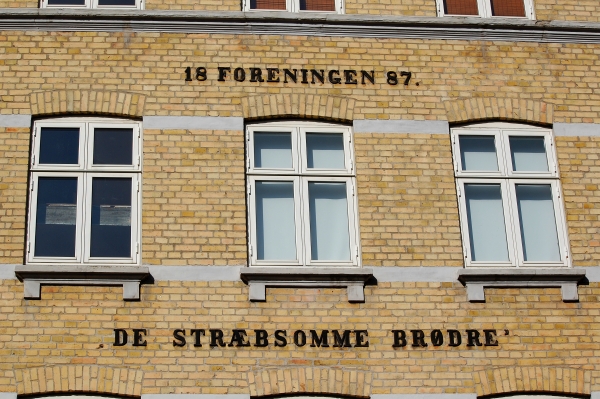 18 FORENINGEN 87.
„DE STRÆBSOMME BRØDRE"